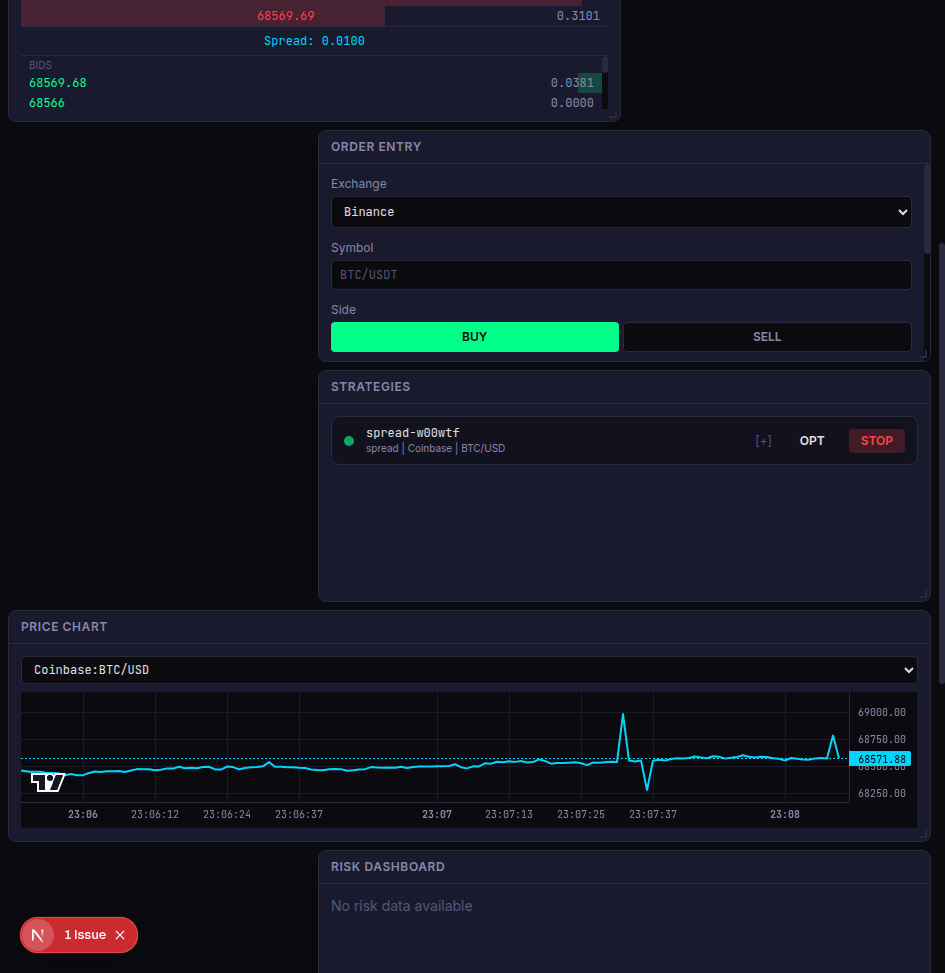 68569.69 0.3101
Spread: 0.0100
BIDS
68569.68 0.0381
68566 0.0000
ORDER ENTRY
Exchange
Binance
Symbol
BTC/USDT
Side
BUY SELL
STRATEGIES
spread-w00wtf
spread | Coinbase | BTC/USD
[+] OPT STOP
PRICE CHART
Coinbase:BTC/USD
69000.00
68750.00
68571.88
68500.00
68250.00
23:06 23:06:12 23:06:24 23:06:37 23:07 23:07:13 23:07:25 23:07:37 23:08
RISK DASHBOARD
No risk data available
N 1 Issue